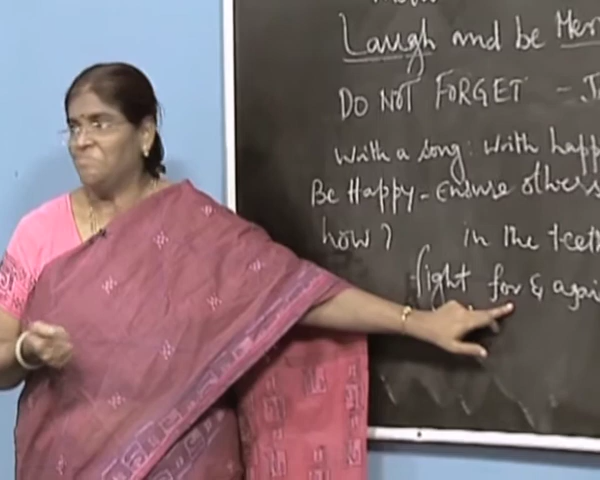 Laugh and be Mer
DO NOT FORGET - J
With a song: with happ
Be Happy - Ensure others
how? in the teeth
fight for & agai